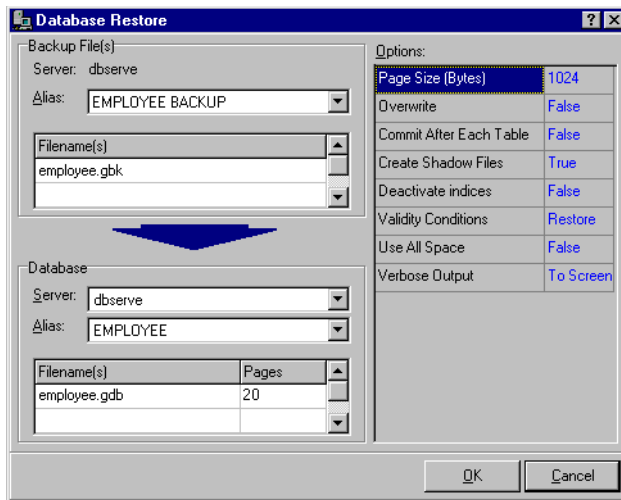 Database Restore
Backup File(s)
Server: dbserve
Alias: EMPLOYEE BACKUP
Filename(s)
employee.gbk
Database
Server: dbserve
Alias: EMPLOYEE
Filename(s) Pages
employee.gdb 20
Options:
Page Size (Bytes) 1024
Overwrite False
Commit After Each Table False
Create Shadow Files True
Deactivate indices False
Validity Conditions Restore
Use All Space False
Verbose Output To Screen
OK Cancel